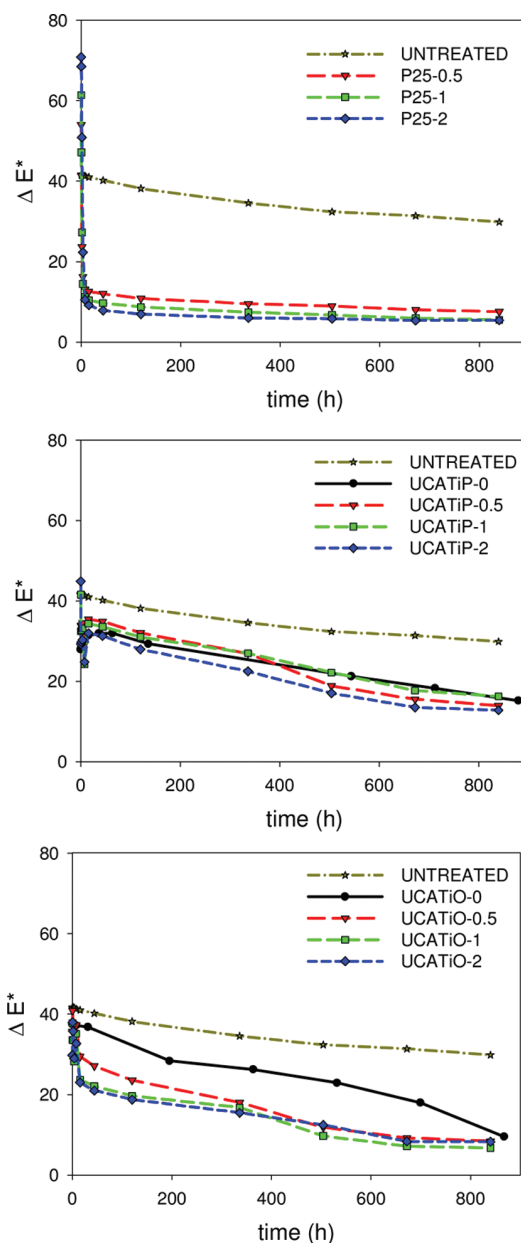 80
UNTREATED
P25-0.5
P25-1
P25-2
60
Δ E*
40
20
0
0 200 400 600 800
time (h)
80
UNTREATED
UCATiP-0
UCATiP-0.5
UCATiP-1
UCATiP-2
60
Δ E*
40
20
0
0 200 400 600 800
time (h)
80
UNTREATED
UCATiO-0
UCATiO-0.5
UCATiO-1
UCATiO-2
60
Δ E*
40
20
0
0 200 400 600 800
time (h)